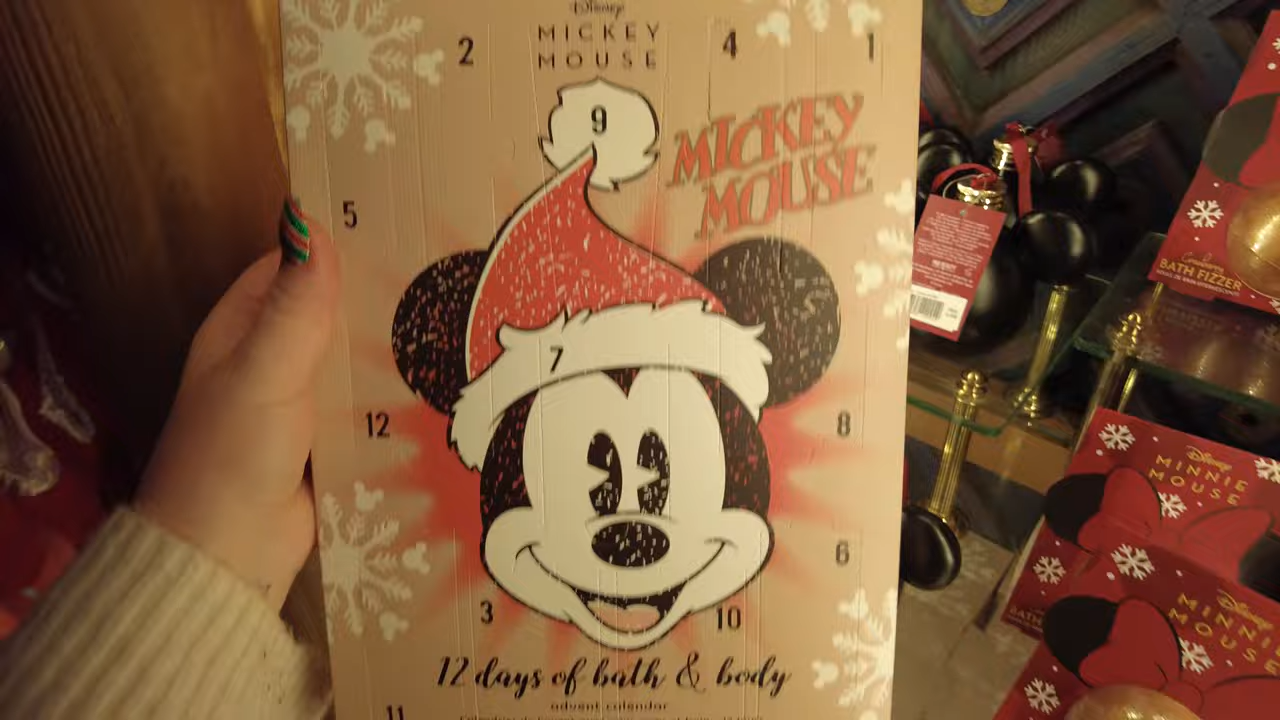 Disney
MICKEY
MOUSE
2
4
1
9
MICKEY
MOUSE
5
7
12
8
6
3
10
12 days of bath & body
advent calendar
11
BATH FIZZER
Disney
MINNIE
MOUSE
Disney
MINNIE
MOUSE